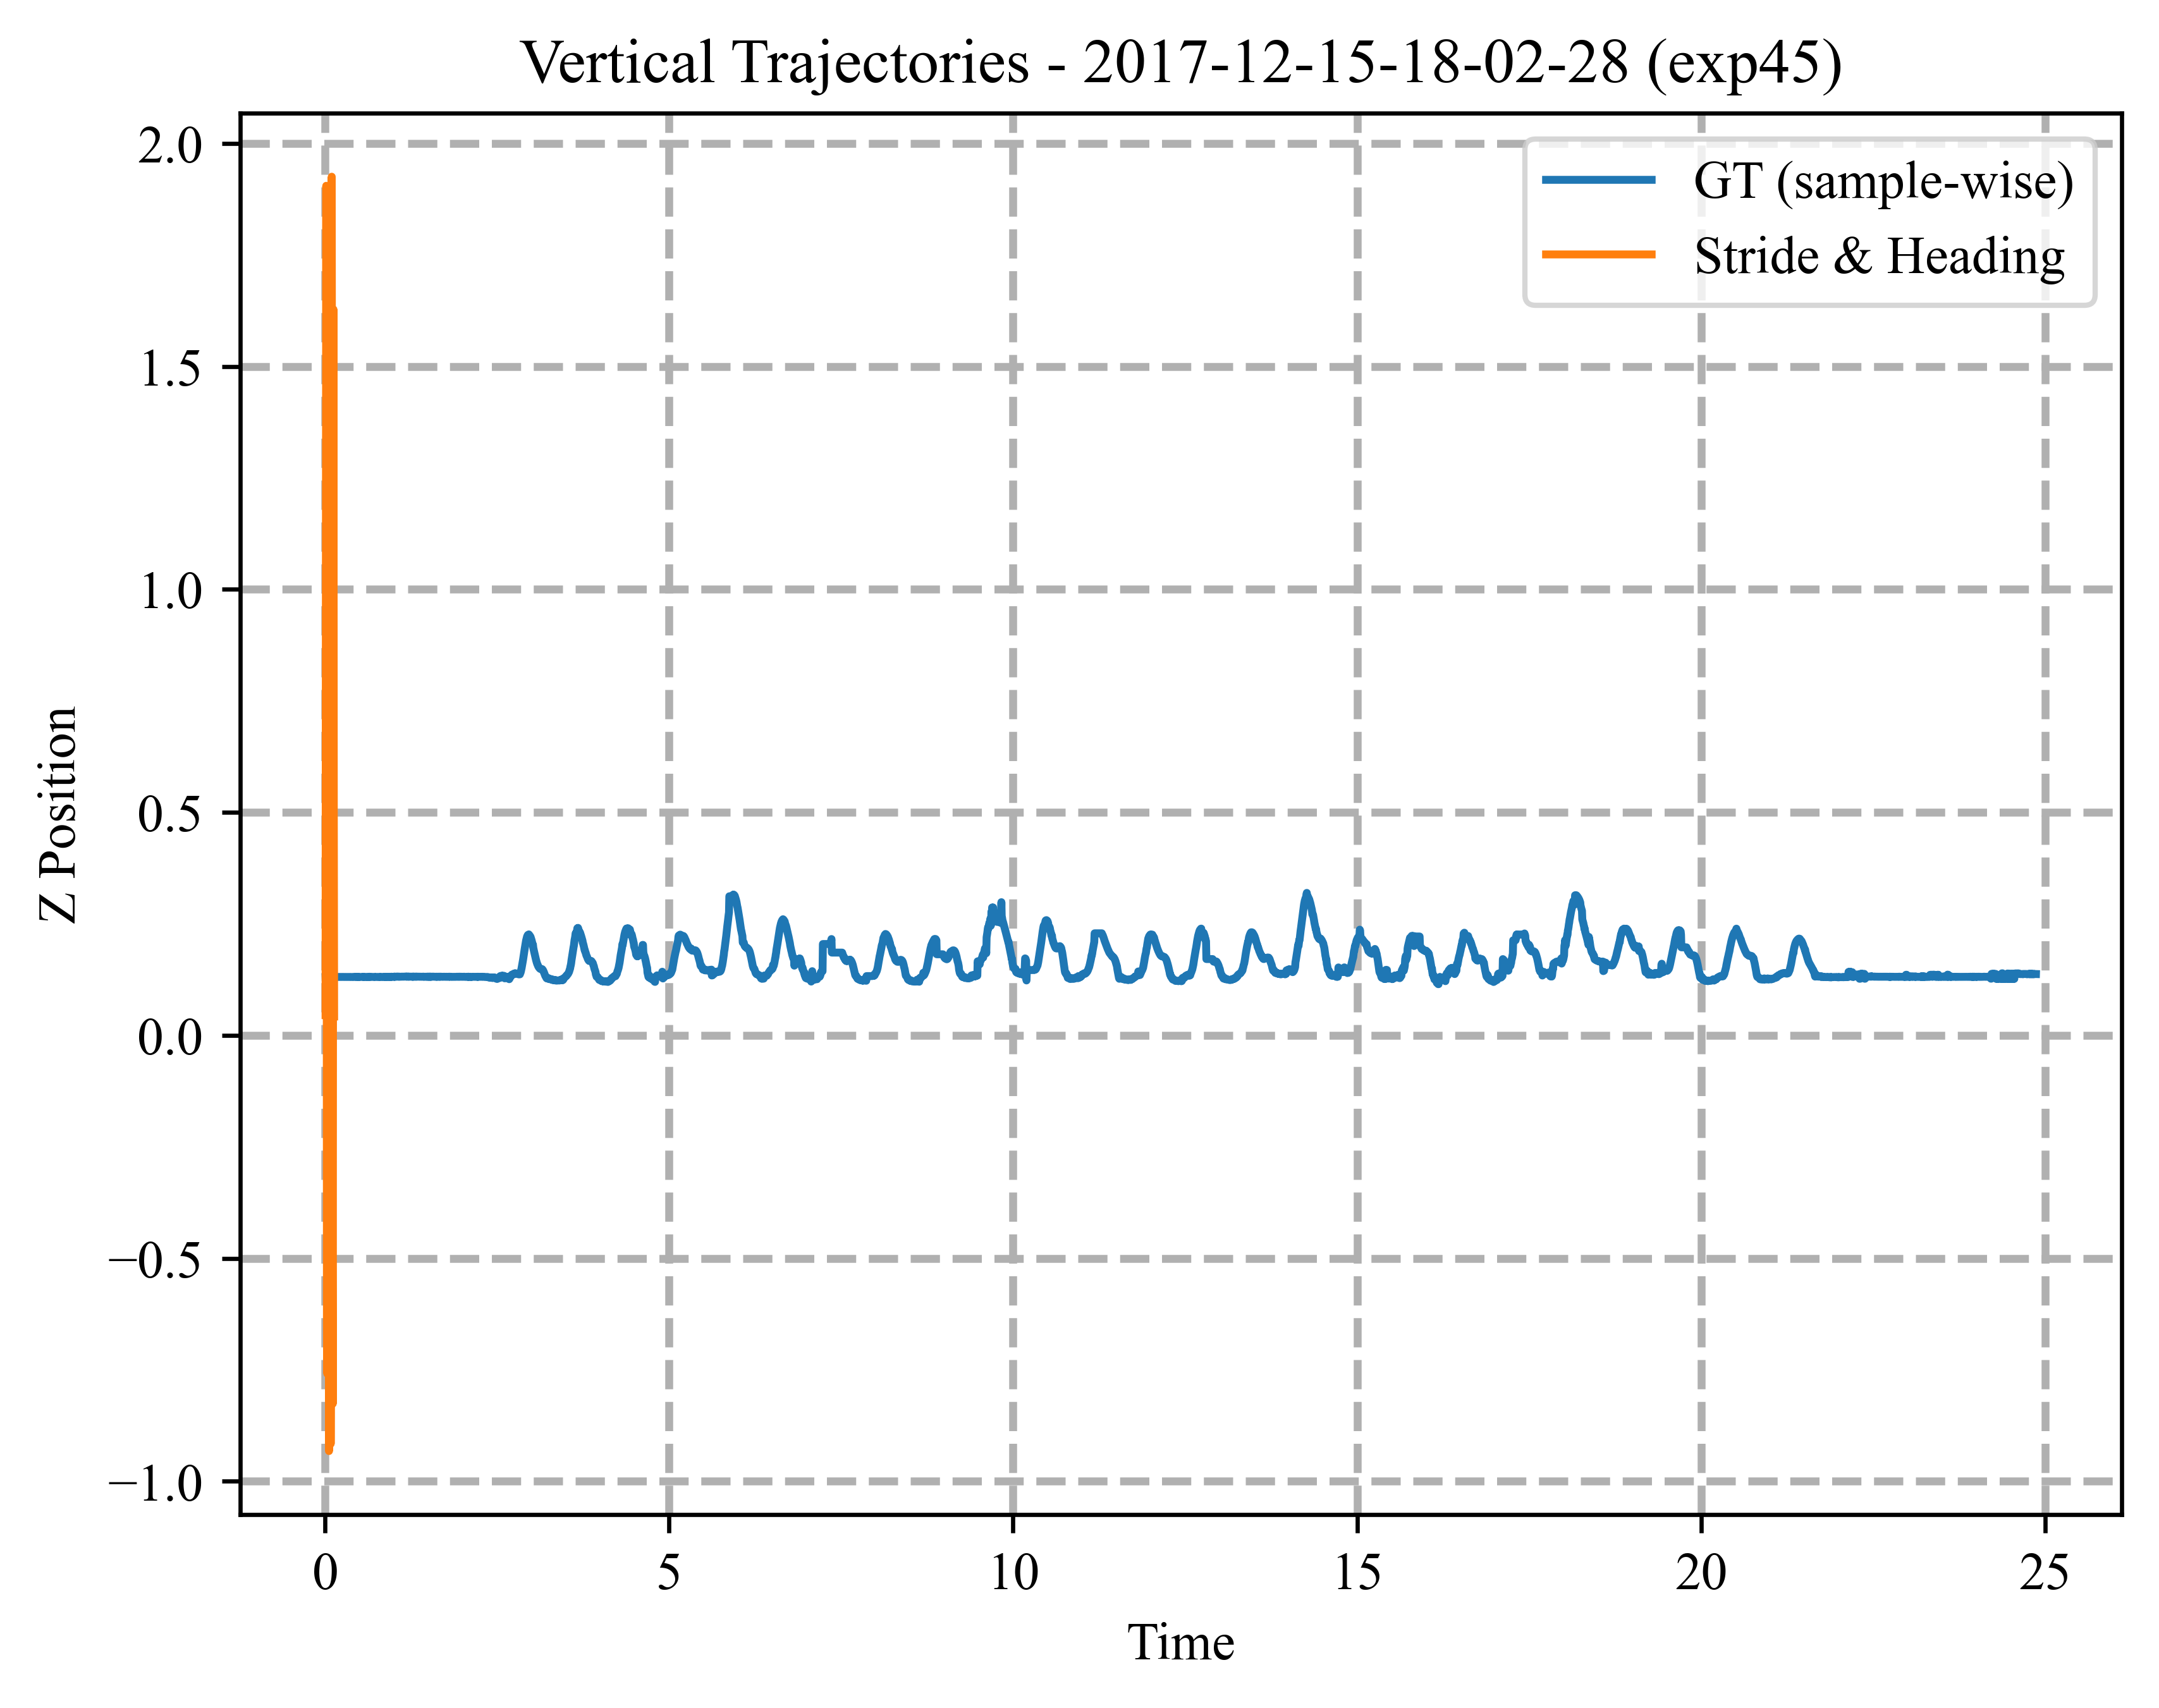 Vertical Trajectories - 2017-12-15-18-02-28 (exp45)
GT (sample-wise)
Stride & Heading
2.0
1.5
1.0
0.5
0.0
−0.5
−1.0
Z Position
0 5 10 15 20 25
Time